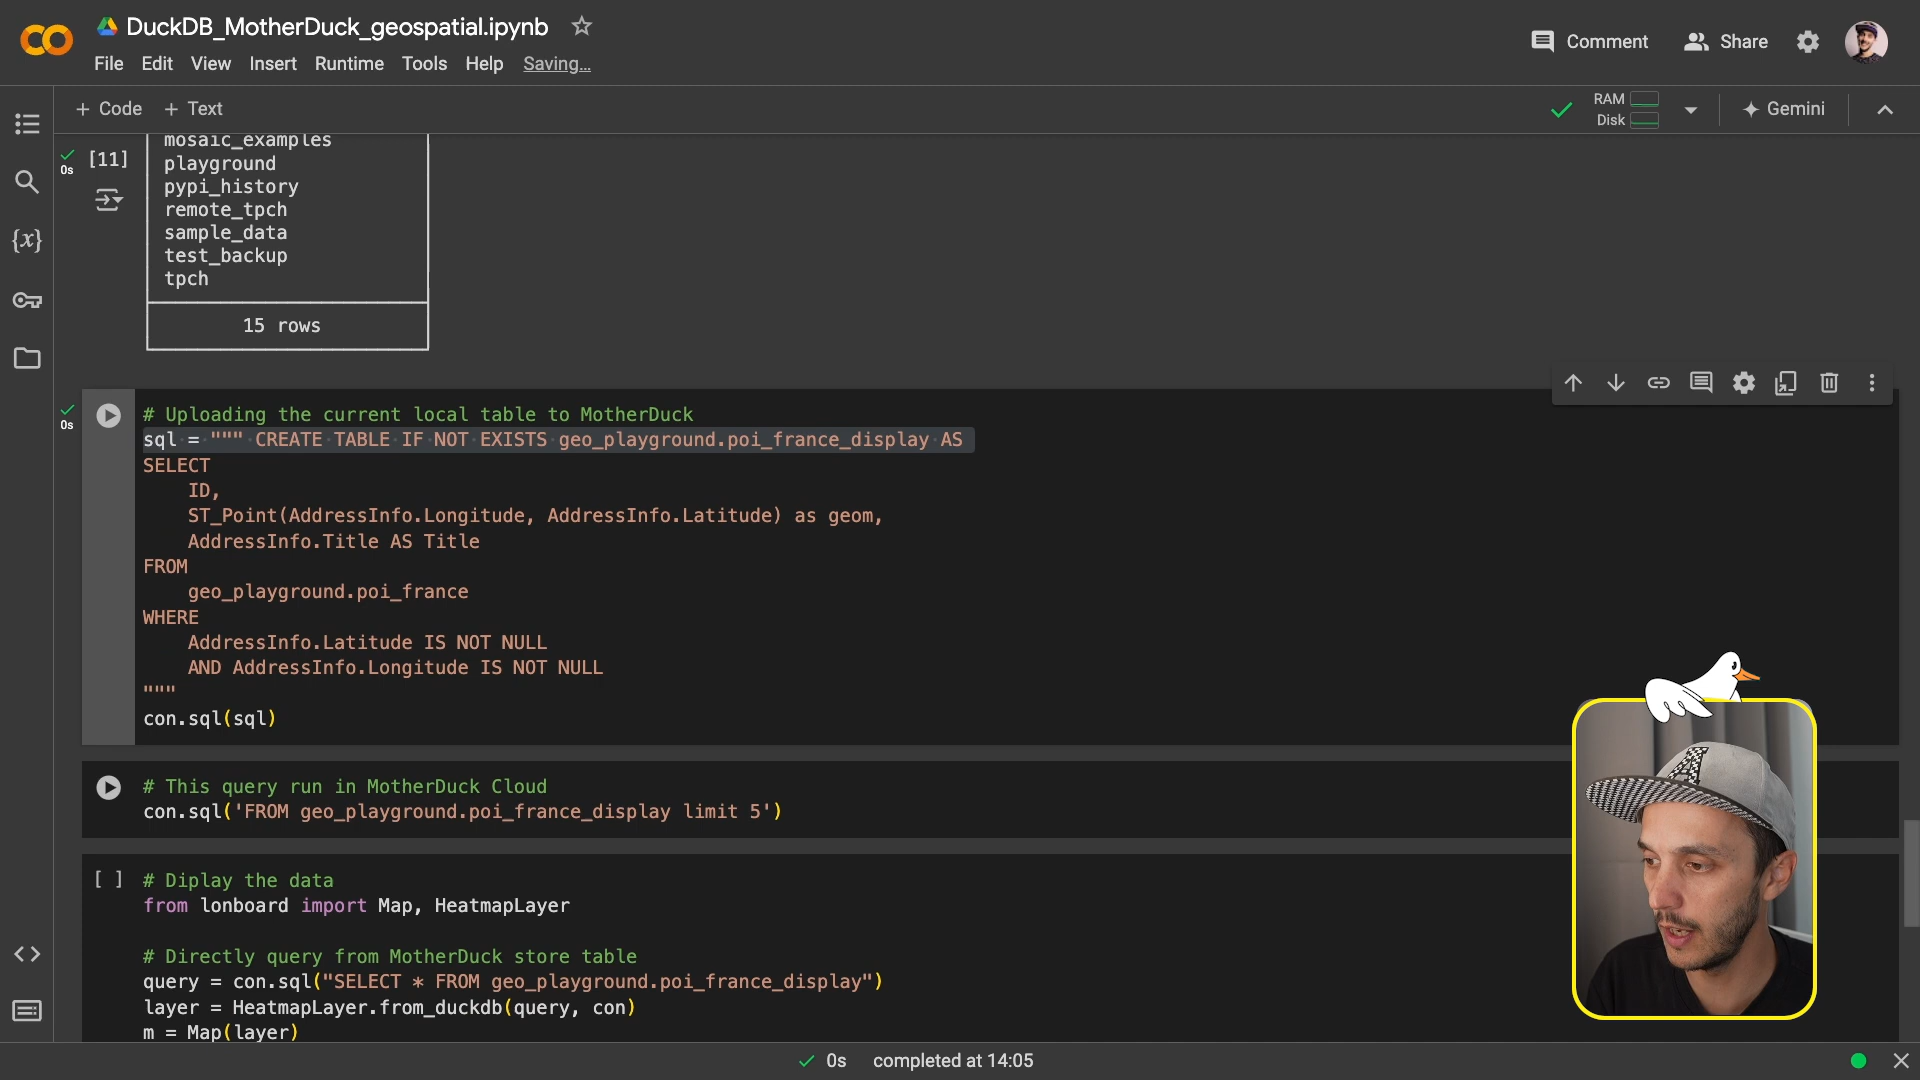 DuckDB_MotherDuck_geospatial.ipynb
File Edit View Insert Runtime Tools Help Saving...
Comment Share
+ Code + Text
RAM
Disk
Gemini
mosaic_examples
[11]
0s
playground
pypi_history
remote_tpch
sample_data
test_backup
tpch
15 rows
0s
# Uploading the current local table to MotherDuck
sql = """ CREATE TABLE IF NOT EXISTS geo_playground.poi_france_display AS
SELECT
ID,
ST_Point(AddressInfo.Longitude, AddressInfo.Latitude) as geom,
AddressInfo.Title AS Title
FROM
geo_playground.poi_france
WHERE
AddressInfo.Latitude IS NOT NULL
AND AddressInfo.Longitude IS NOT NULL
"""
con.sql(sql)
# This query run in MotherDuck Cloud
con.sql('FROM geo_playground.poi_france_display limit 5')
[ ] # Diplay the data
from lonboard import Map, HeatmapLayer
# Directly query from MotherDuck store table
query = con.sql("SELECT * FROM geo_playground.poi_france_display")
layer = HeatmapLayer.from_duckdb(query, con)
m = Map(layer)
0s completed at 14:05
A